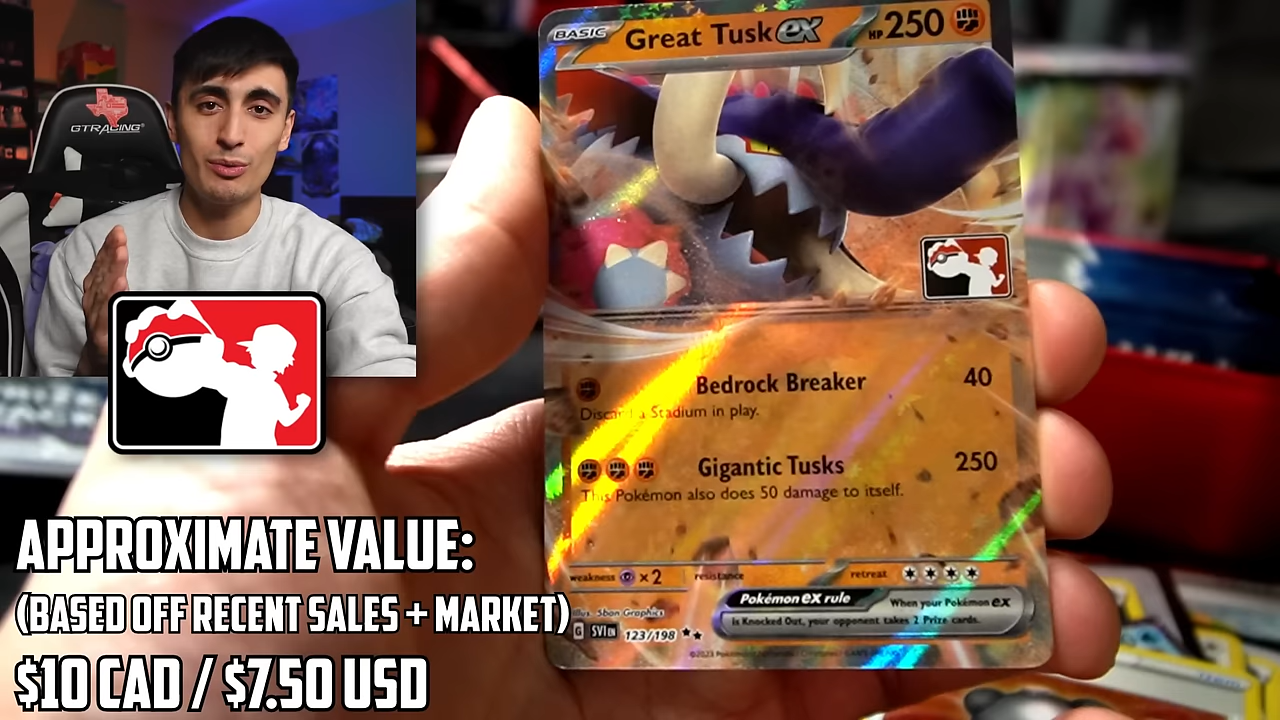 GTRACING
BASIC
Great Tusk ex
HP 250
Bedrock Breaker 40
Discard a Stadium in play.
Gigantic Tusks 250
This Pokémon also does 50 damage to itself.
weakness ×2 resistance retreat
Illus. 5ban Graphics
Pokémon ex rule
When your Pokémon ex
is Knocked Out, your opponent takes 2 Prize cards.
G SVI EN 123/198
APPROXIMATE VALUE:
(BASED OFF RECENT SALES + MARKET)
$10 CAD / $7.50 USD